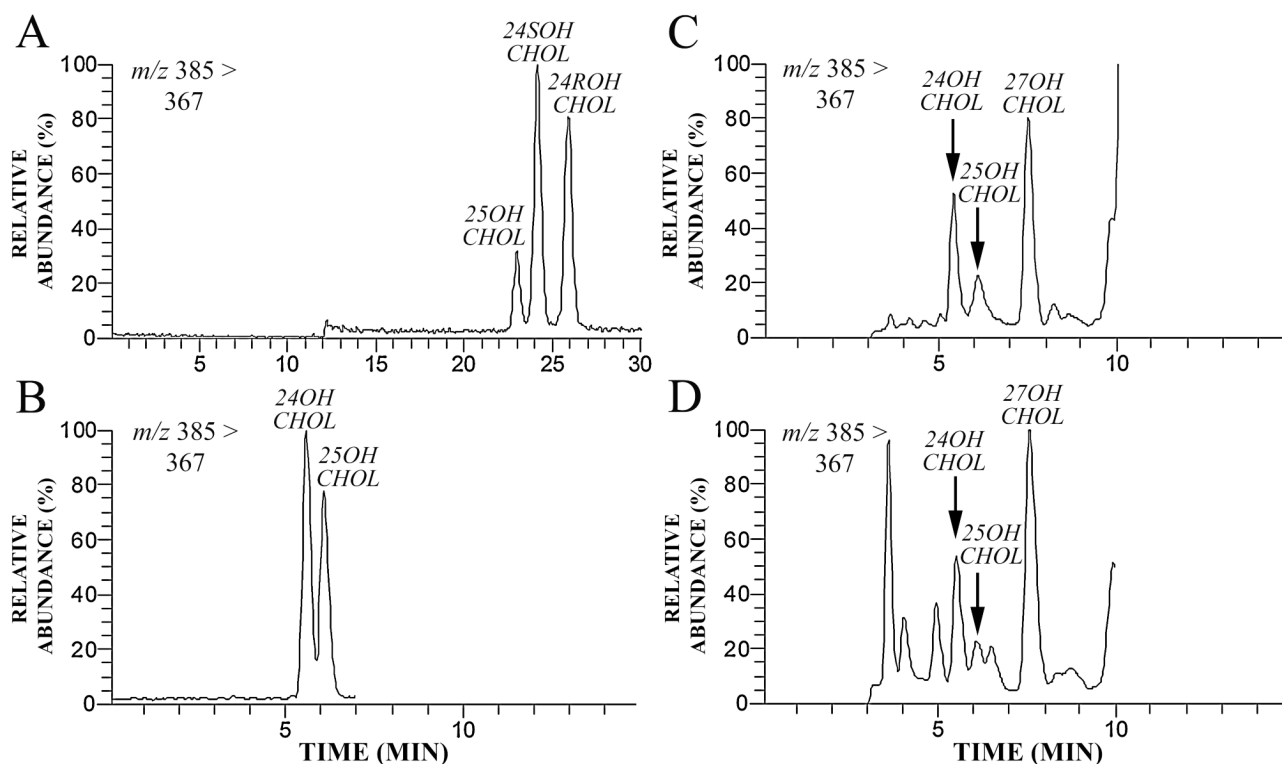 A
m/z 385 >
367
24SOH
CHOL
24ROH
CHOL
25OH
CHOL
RELATIVE
ABUNDANCE (%)
100
80
60
40
20
0
5
10
15
20
25
30
B
m/z 385 >
367
24OH
CHOL
25OH
CHOL
RELATIVE
ABUNDANCE (%)
100
80
60
40
20
0
5
10
TIME (MIN)
C
m/z 385 >
367
24OH
CHOL
27OH
CHOL
25OH
CHOL
RELATIVE
ABUNDANCE (%)
100
80
60
40
20
0
5
10
D
m/z 385 >
367
24OH
CHOL
27OH
CHOL
25OH
CHOL
RELATIVE
ABUNDANCE (%)
100
80
60
40
20
0
5
10
TIME (MIN)